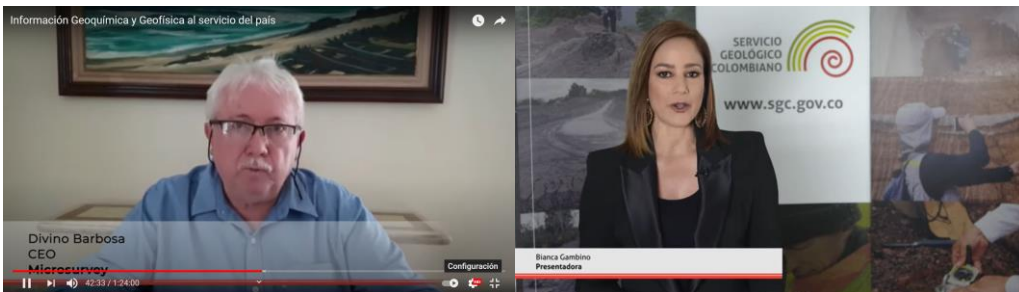 Información Geoquímica y Geofísica al servicio del país
Divino Barbosa
CEO
Microsurvey
Configuración
42:33 / 1:24:00
SERVICIO
GEOLÓGICO
COLOMBIANO
www.sgc.gov.co
Bianca Gambino
Presentadora